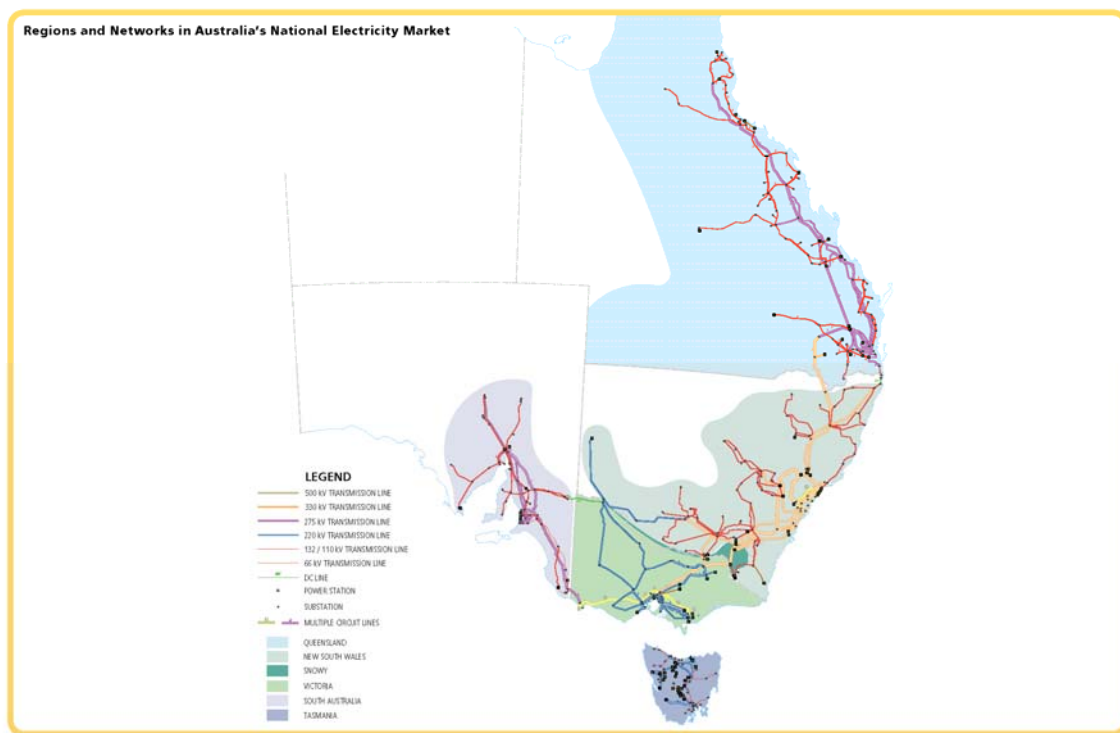 Regions and Networks in Australia's National Electricity Market
LEGEND
500 kV TRANSMISSION LINE
330 kV TRANSMISSION LINE
275 kV TRANSMISSION LINE
220 kV TRANSMISSION LINE
132 / 110 kV TRANSMISSION LINE
66 kV TRANSMISSION LINE
DC LINE
POWER STATION
SUBSTATION
MULTIPLE CIRCUIT LINES
QUEENSLAND
NEW SOUTH WALES
SNOWY
VICTORIA
SOUTH AUSTRALIA
TASMANIA